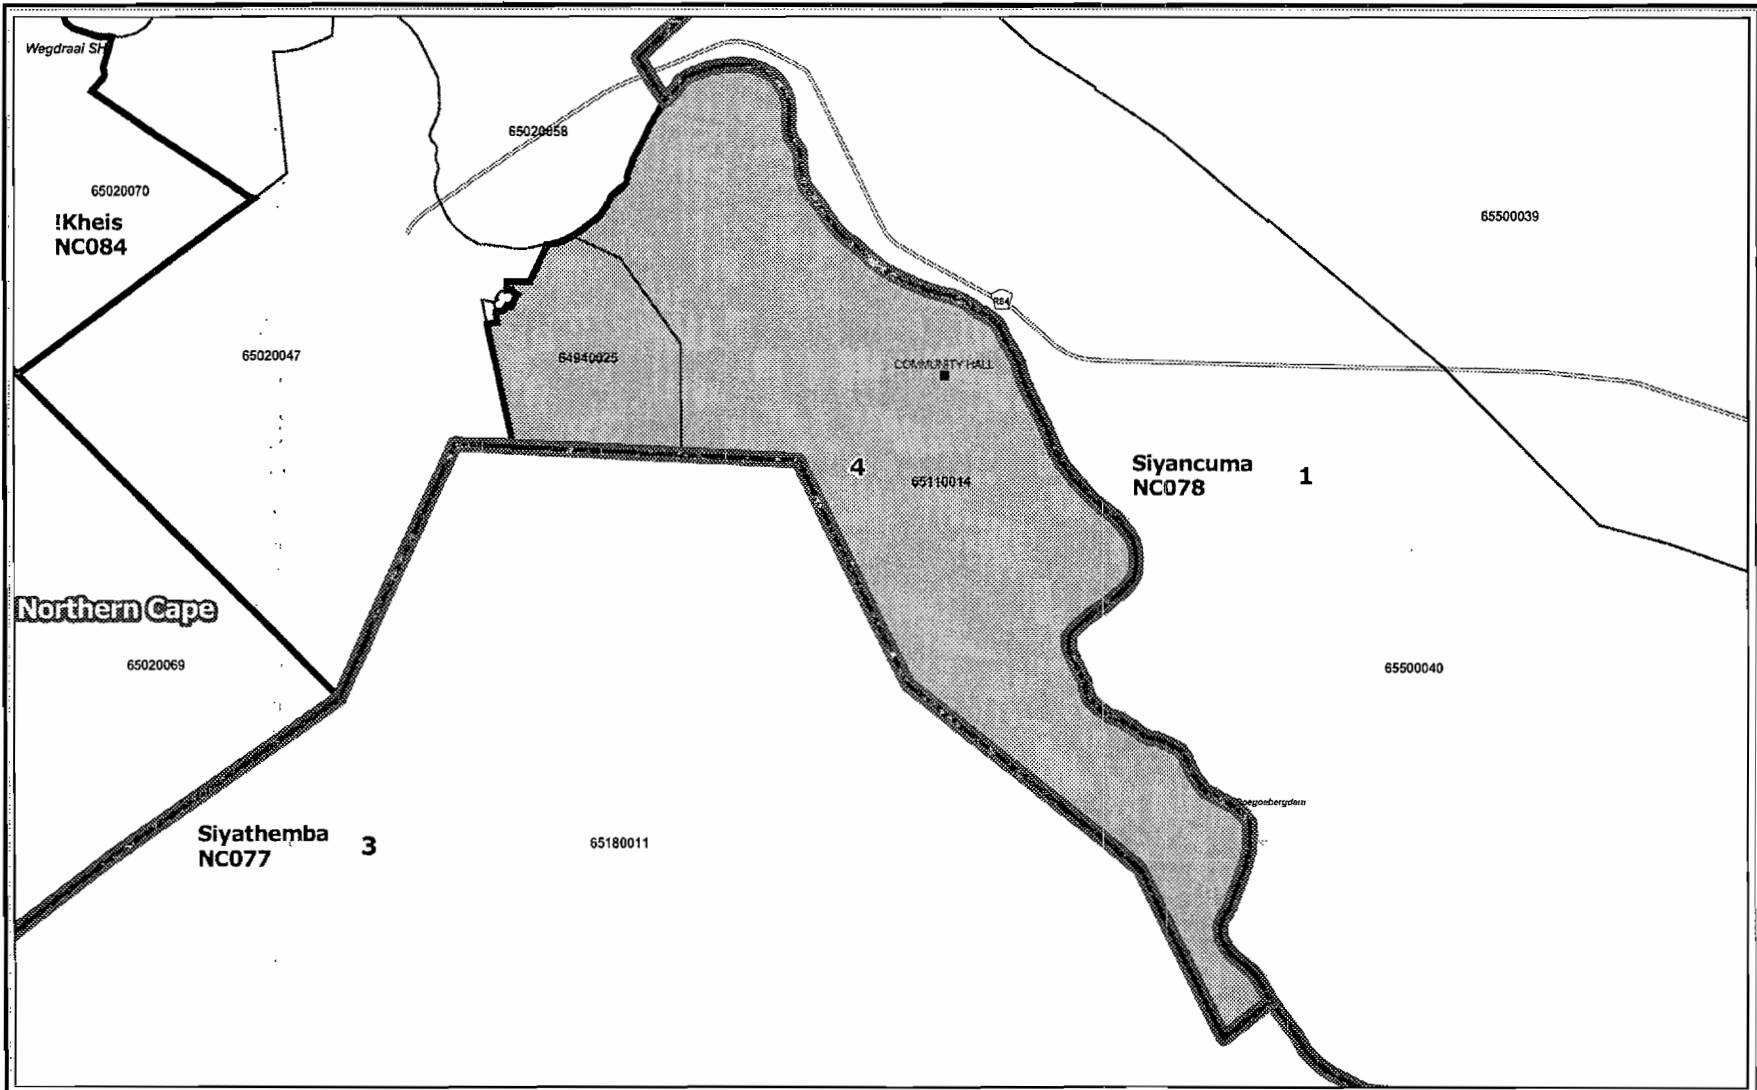 Wegdraai SH
65020058
65020070
!Kheis
NC084
65500039
R64
65020047
64940025
COMMUNITY HALL
4
65110014
Siyancuma
NC078
1
Northern Cape
65020069
65500040
Siyathemba
NC077
3
65180011